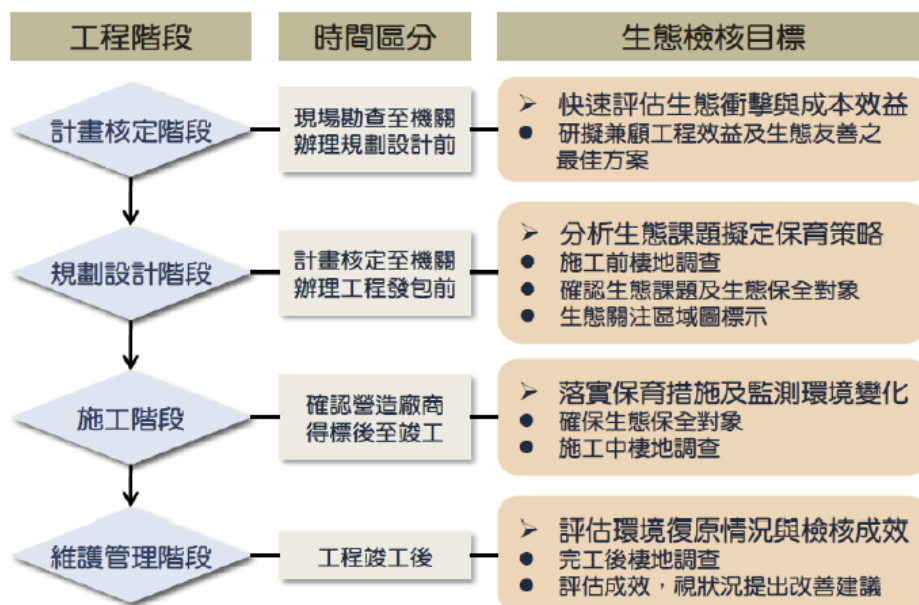 工程階段
時間區分
生態檢核目標
計畫核定階段
現場勘查至機關
辦理規劃設計前
➢ 快速評估生態衝擊與成本效益
● 研擬兼顧工程效益及生態友善之
最佳方案
規劃設計階段
計畫核定至機關
辦理工程發包前
➢ 分析生態課題擬定保育策略
● 施工前棲地調查
● 確認生態課題及生態保全對象
● 生態關注區域圖標示
施工階段
確認營造廠商
得標後至竣工
➢ 落實保育措施及監測環境變化
● 確保生態保全對象
● 施工中棲地調查
維護管理階段
工程竣工後
➢ 評估環境復原情況與檢核成效
● 完工後棲地調查
● 評估成效，視狀況提出改善建議